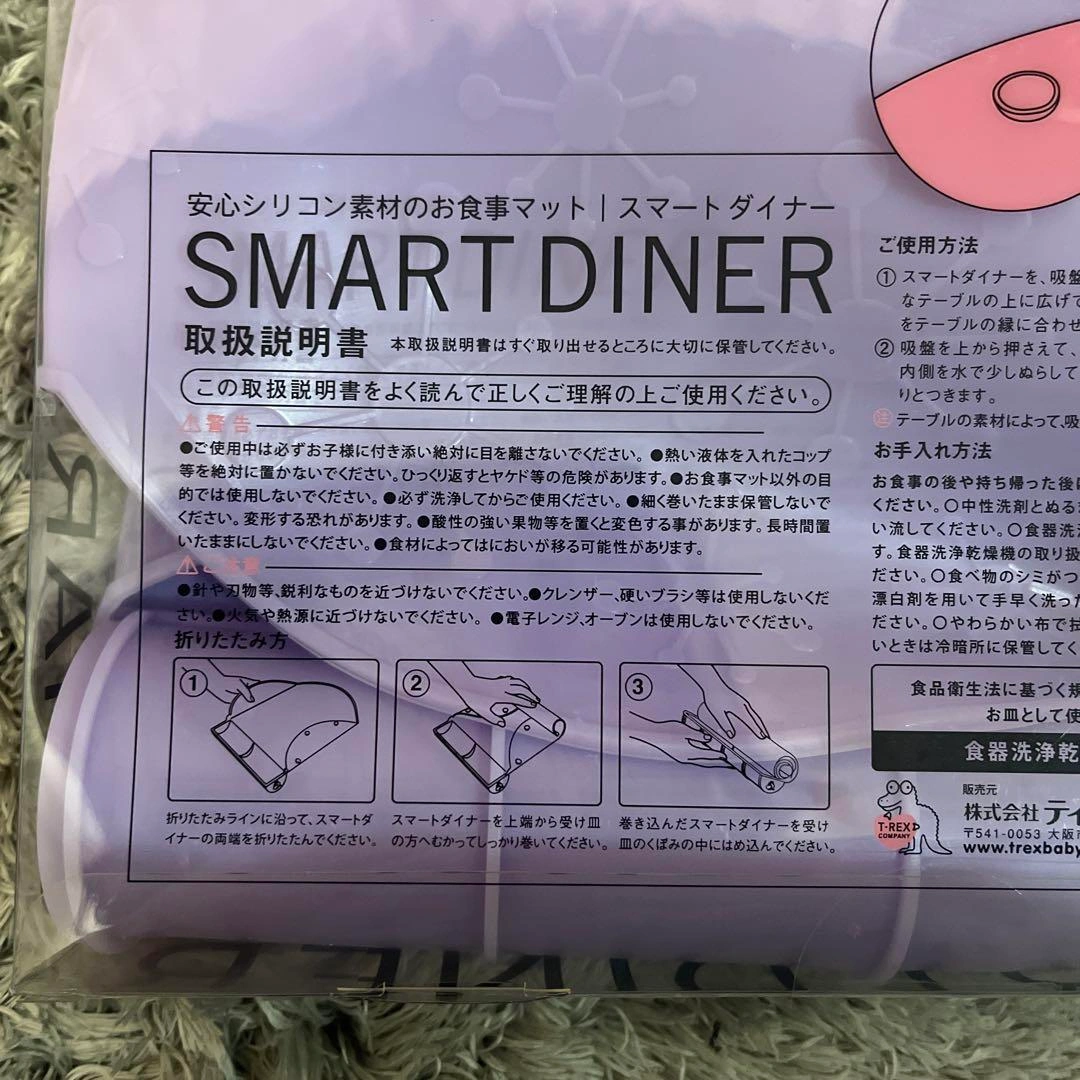 安心シリコン素材のお食事マット｜スマートダイナー
SMART DINER
取扱説明書 本取扱説明書はすぐ取り出せるところに大切に保管してください。
この取扱説明書をよく読んで正しくご理解の上ご使用ください。
警告
●ご使用中は必ずお子様に付き添い絶対に目を離さないでください。 ●熱い液体を入れたコップ
等を絶対に置かないでください。ひっくり返すとヤケド等の危険があります。●お食事マット以外の目
的では使用しないでください。 ●必ず洗浄してからご使用ください。 ●細く巻いたまま保管しないで
ください。変形する恐れがあります。 ●酸性の強い果物等を置くと変色する事があります。長時間置
いたままにしないでください。●食材によってはにおいが移る可能性があります。
ご注意
●針や刃物等、鋭利なものを近づけないでください。●クレンザー、硬いブラシ等は使用しないくだ
さい。●火気や熱源に近づけないでください。 ●電子レンジ、オーブンは使用しないでください。
折りたたみ方
①
②
③
折りたたみラインに沿って、スマートダ
イナーの両端を折りたたんでください。
スマートダイナーを上端から受け皿
の方へむかってしっかり巻いてください。
巻き込んだスマートダイナーを受け
皿のくぼみの中にはめ込んでください。
ご使用方法
① スマートダイナーを、吸盤
なテーブルの上に広げて
をテーブルの縁に合わせ
② 吸盤を上から押さえて、
内側を水で少しぬらして
りとつきます。
注 テーブルの素材によって、吸
お手入れ方法
お食事の後や持ち帰った後に
ください。○中性洗剤とぬる
い流してください。○食器洗
す。食器洗浄乾燥機の取り扱
ださい。○食べ物のシミがつ
漂白剤を用いて手早く洗った
ださい。○やわらかい布で拭
いときは冷暗所に保管してく
食品衛生法に基づく規
お皿として使
食器洗浄乾
T-REX
COMPANY
販売元
株式会社 ティ
〒541-0053 大阪
www.trexbaby